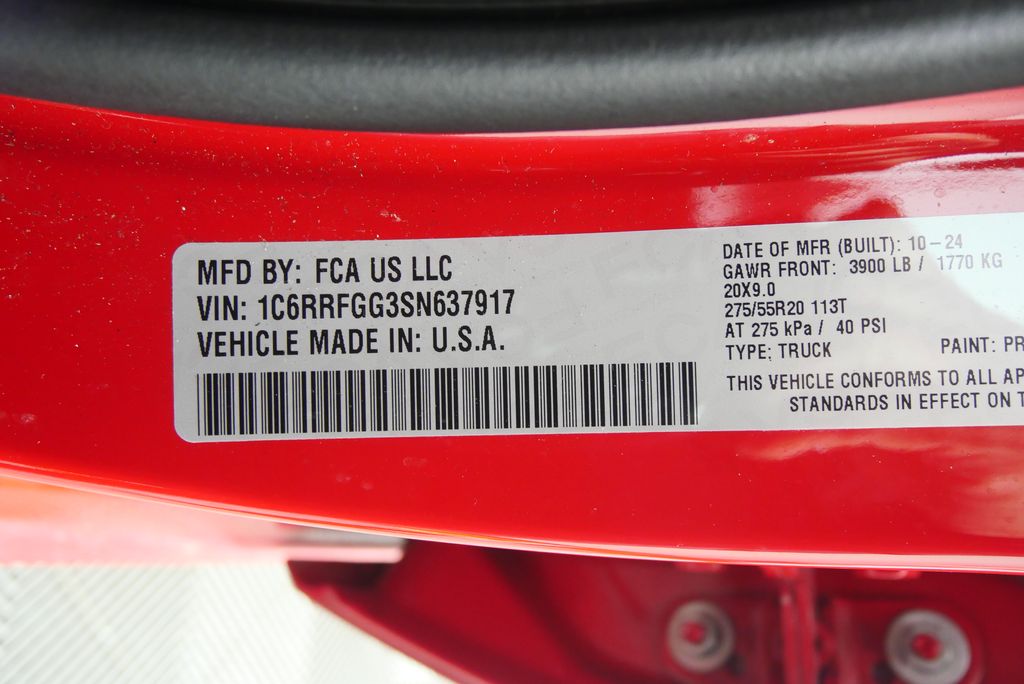 MFD BY: FCA US LLC
VIN: 1C6RRFGG3SN637917
VEHICLE MADE IN: U.S.A.
DATE OF MFR (BUILT): 10-24
GAWR FRONT: 3900 LB / 1770 KG
20X9.0
275/55R20 113T
AT 275 kPa / 40 PSI
TYPE: TRUCK PAINT: PR
THIS VEHICLE CONFORMS TO ALL AP
STANDARDS IN EFFECT ON T